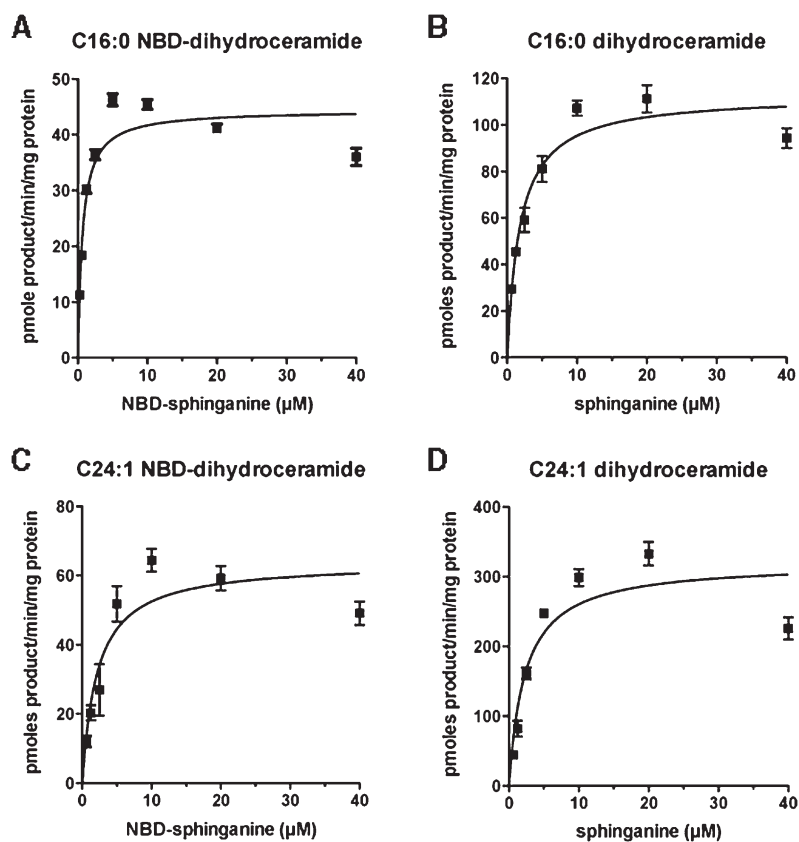 A
C16:0 NBD-dihydroceramide
pmole product/min/mg protein
50
40
30
20
10
0
0 10 20 30 40
NBD-sphinganine (µM)
B
C16:0 dihydroceramide
pmoles product/min/mg protein
120
100
80
60
40
20
0
0 10 20 30 40
sphinganine (µM)
C
C24:1 NBD-dihydroceramide
pmoles product/min/mg protein
80
60
40
20
0
0 10 20 30 40
NBD-sphinganine (µM)
D
C24:1 dihydroceramide
pmoles product/min/mg protein
400
300
200
100
0
0 10 20 30 40
sphinganine (µM)